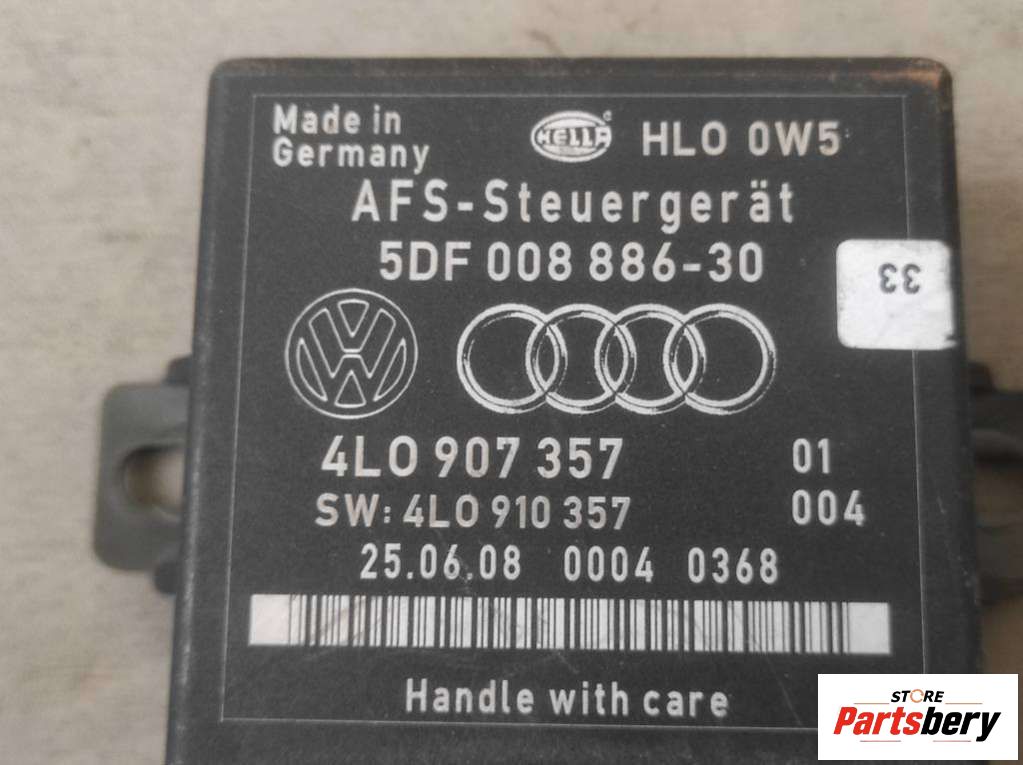 Made in
Germany
HELLA
HLO 0W5
AFS-Steuergerät
5DF 008 886-30
33
4L0 907 357 01
SW: 4L0 910 357 004
25.06.08 0004 0368
Handle with care
STORE
Partsbery